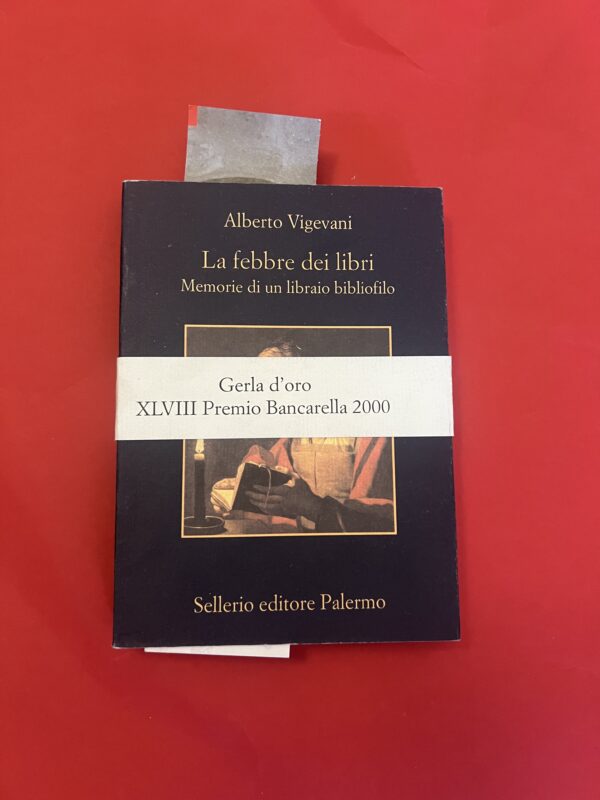 Alberto Vigevani
La febbre dei libri
Memorie di un libraio bibliofilo
Gerla d'oro
XLVIII Premio Bancarella 2000
Sellerio editore Palermo